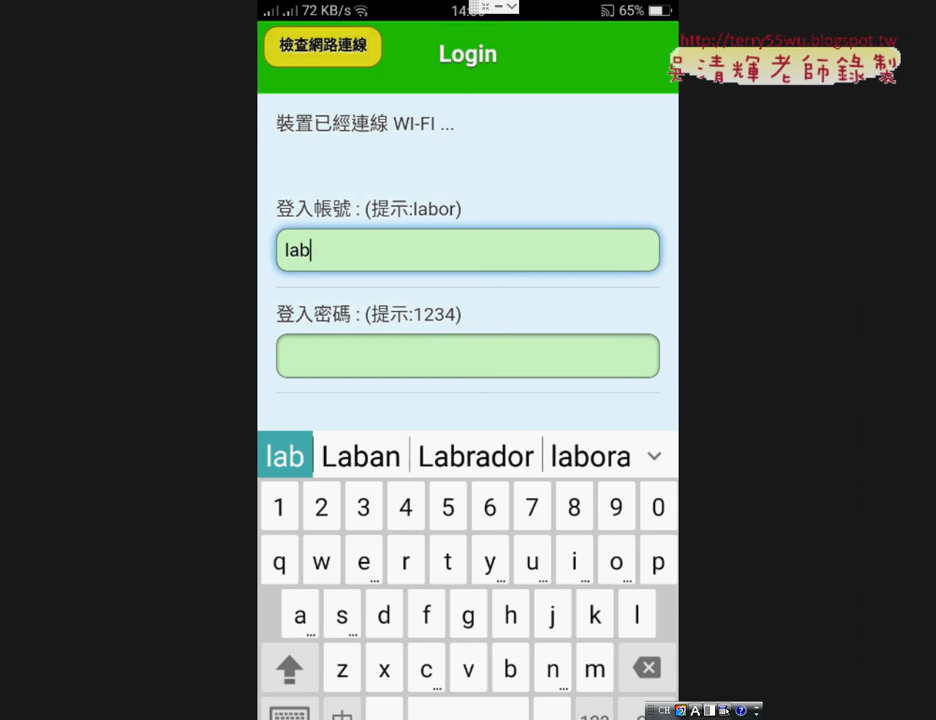 72 KB/s
65%
http://terry55wu.blogspot.tw
吳清輝老師錄製
檢查網路連線
Login
裝置已經連線 WI-FI ...
登入帳號 : (提示:labor)
lab
登入密碼 : (提示:1234)
lab Laban Labrador labora
1 2 3 4 5 6 7 8 9 0
q w e r t y u i o p
a s d f g h j k l
z x c v b n m
CH